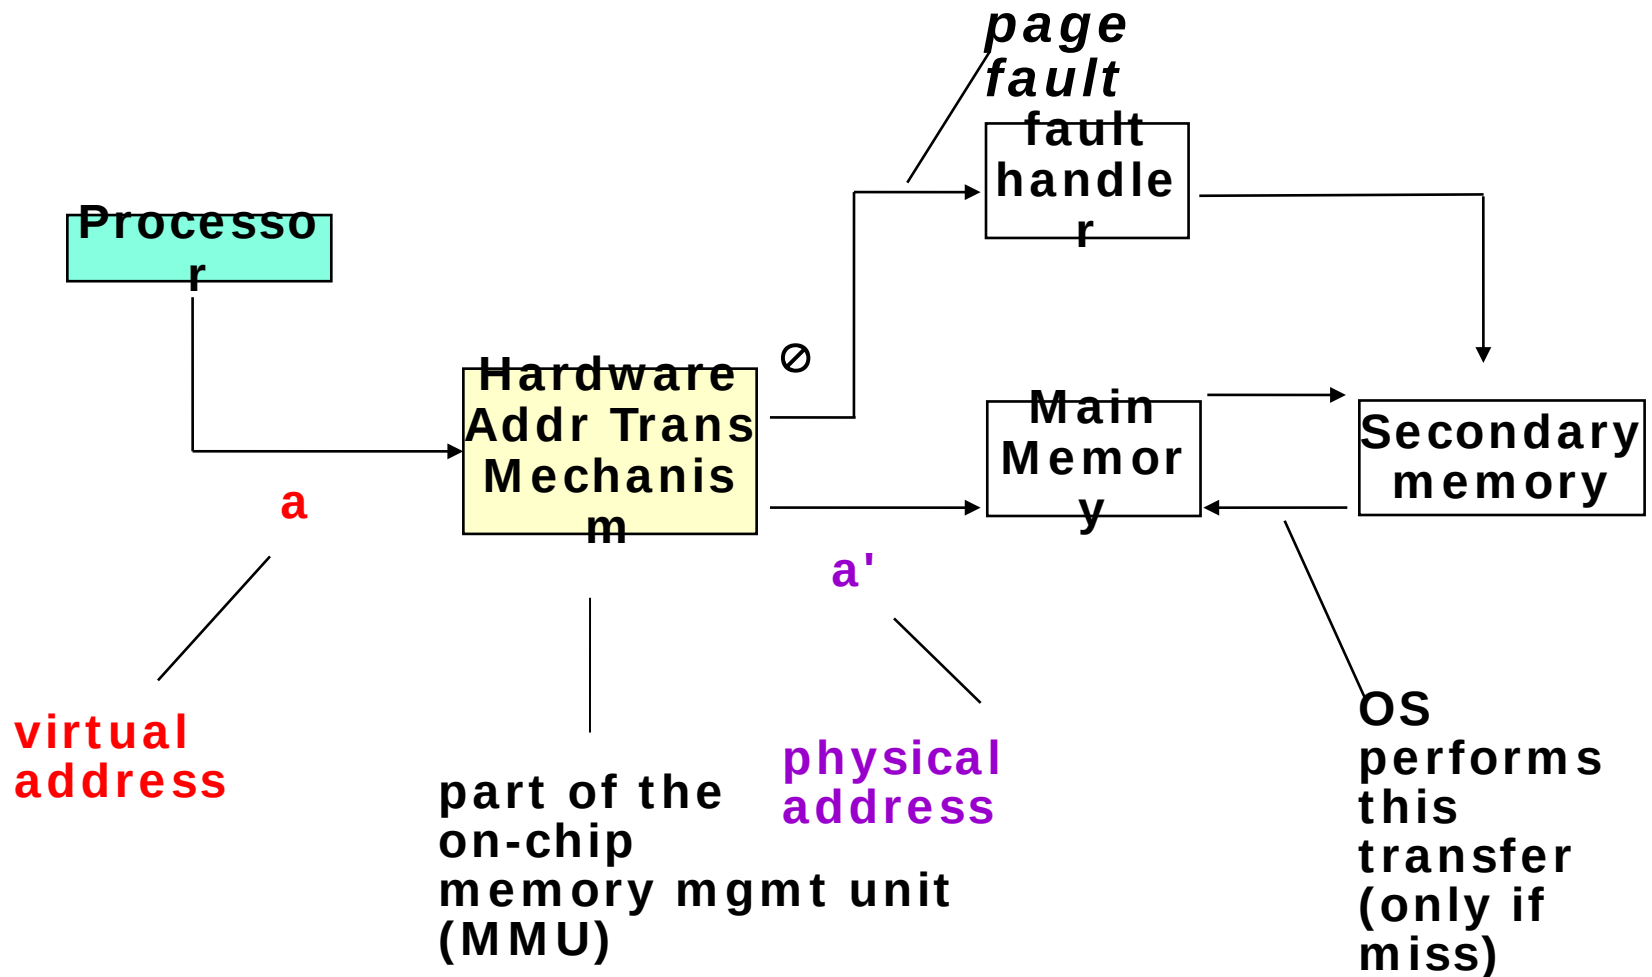 page
fault
fault
handle
r
Processo
r
∅
Hardware
Addr Trans
Mechanis
m
Main
Memor
y
Secondary
memory
a
a'
virtual
address
part of the
on-chip
memory mgmt unit
(MMU)
physical
address
OS
performs
this
transfer
(only if
miss)